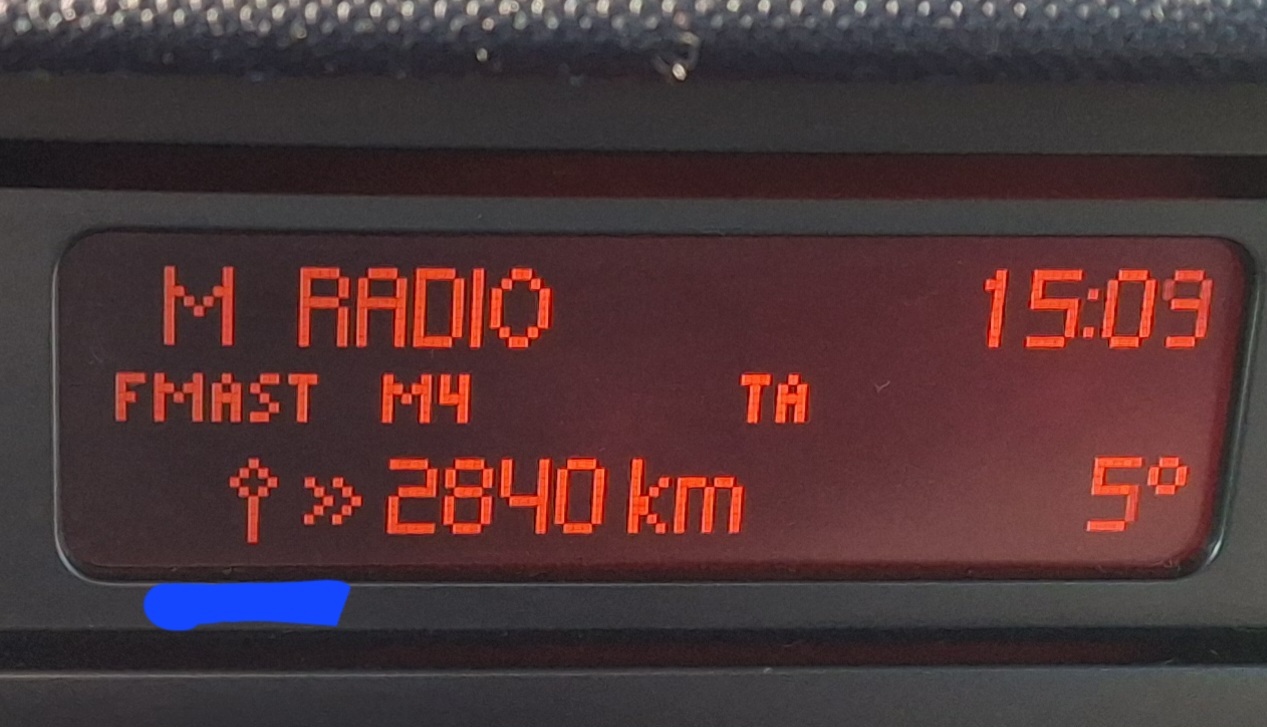 M RADIO 15:09
FMAST M4 TA
>> 2840 km 5°